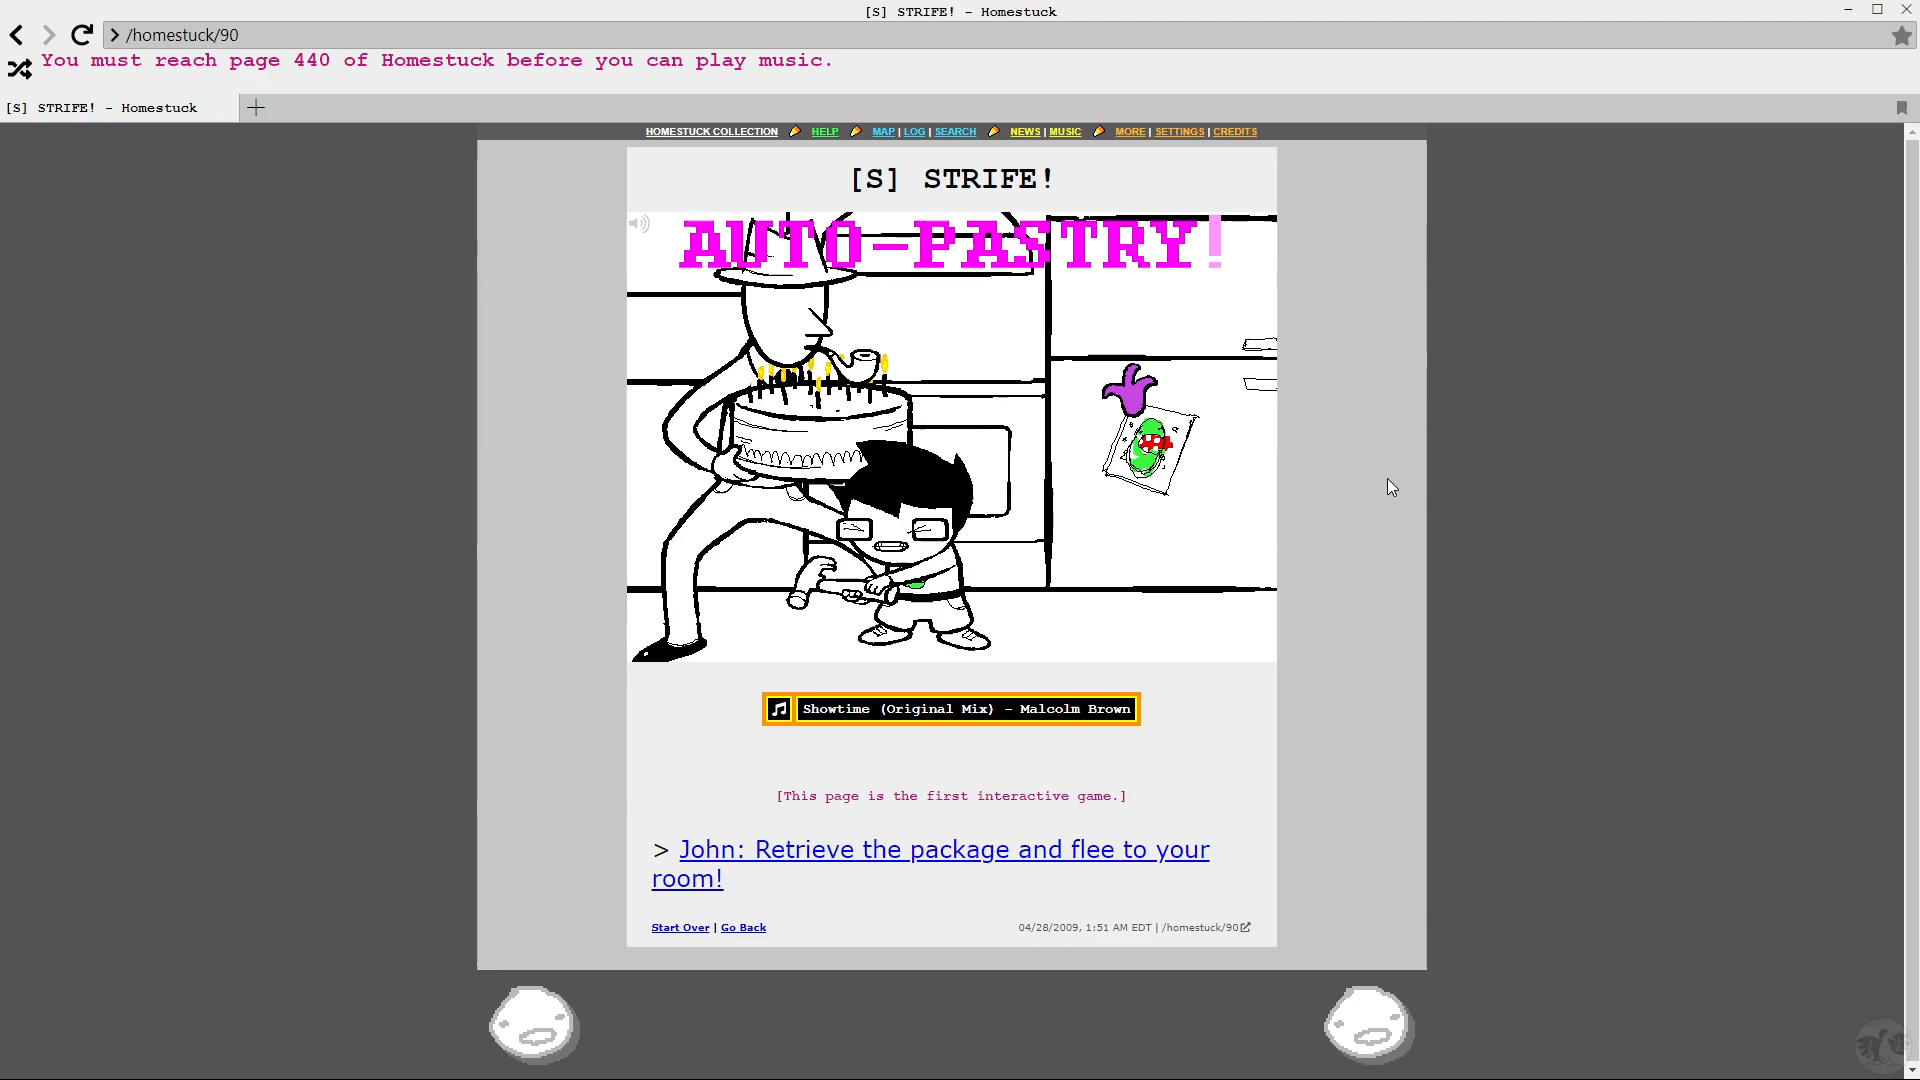 [S] STRIFE! - Homestuck
/homestuck/90
You must reach page 440 of Homestuck before you can play music.
[S] STRIFE! - Homestuck
HOMESTUCK COLLECTION HELP MAP | LOG | SEARCH NEWS | MUSIC MORE | SETTINGS | CREDITS
[S] STRIFE!
AUTO-PASTRY!
Showtime (Original Mix) - Malcolm Brown
[This page is the first interactive game.]
> John: Retrieve the package and flee to your
room!
Start Over | Go Back 04/28/2009, 1:51 AM EDT | /homestuck/90